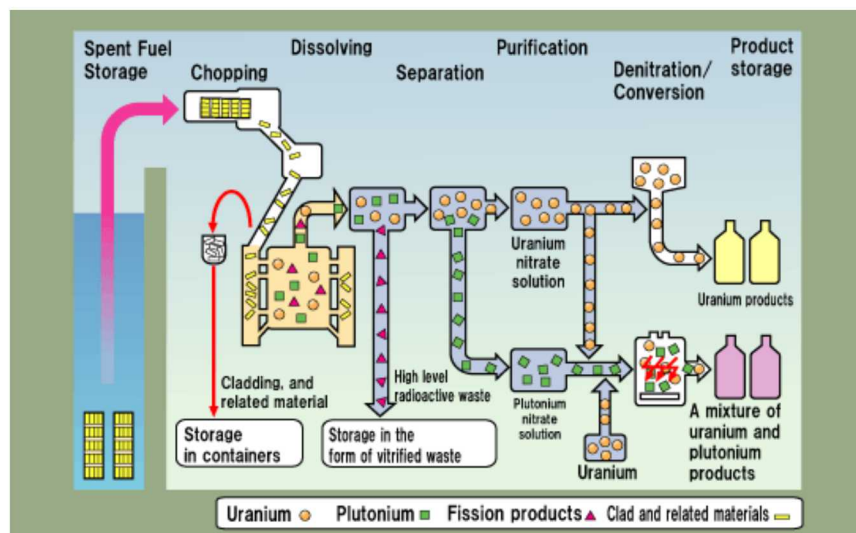 Spent Fuel
Storage
Chopping
Dissolving
Separation
Purification
Denitration/
Conversion
Product
storage
Uranium
nitrate
solution
Uranium products
Cladding, and
related material
High level
radioactive waste
Plutonium
nitrate
solution
Storage
in containers
Storage in the
form of vitrified waste
Uranium
A mixture of
uranium and
plutonium
products
Uranium Plutonium Fission products Clad and related materials